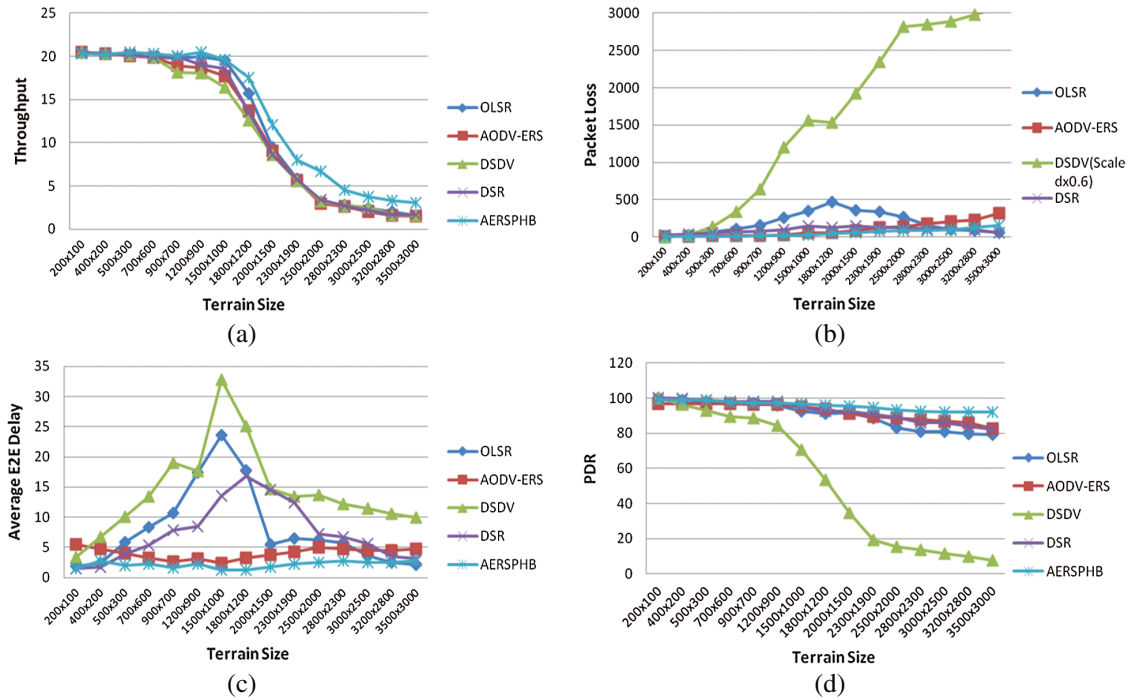 25
20
15
10
5
0
Throughput
200x100
400x200
500x300
700x600
900x700
1200x900
1500x1000
1800x1200
2000x1500
2300x1900
2500x2000
2800x2300
3000x2500
3200x2800
3500x3000
Terrain Size
OLSR
AODV-ERS
DSDV
DSR
AERSPHB
(a)
3000
2500
2000
1500
1000
500
0
Packet Loss
200x100
400x200
500x300
700x600
900x700
1200x900
1500x1000
1800x1200
2000x1500
2300x1900
2500x2000
2800x2300
3000x2500
3200x2800
3500x3000
Terrain Size
OLSR
AODV-ERS
DSDV(Scale
dx0.6)
DSR
(b)
35
30
25
20
15
10
5
0
Average E2E Delay
200x100
400x200
500x300
700x600
900x700
1200x900
1500x1000
1800x1200
2000x1500
2300x1900
2500x2000
2800x2300
3000x2500
3200x2800
3500x3000
Terrain Size
OLSR
AODV-ERS
DSDV
DSR
AERSPHB
(c)
120
100
80
60
40
20
0
PDR
200x100
400x200
500x300
700x600
900x700
1200x900
1500x1000
1800x1200
2000x1500
2300x1900
2500x2000
2800x2300
3000x2500
3200x2800
3500x3000
Terrain Size
OLSR
AODV-ERS
DSDV
DSR
AERSPHB
(d)